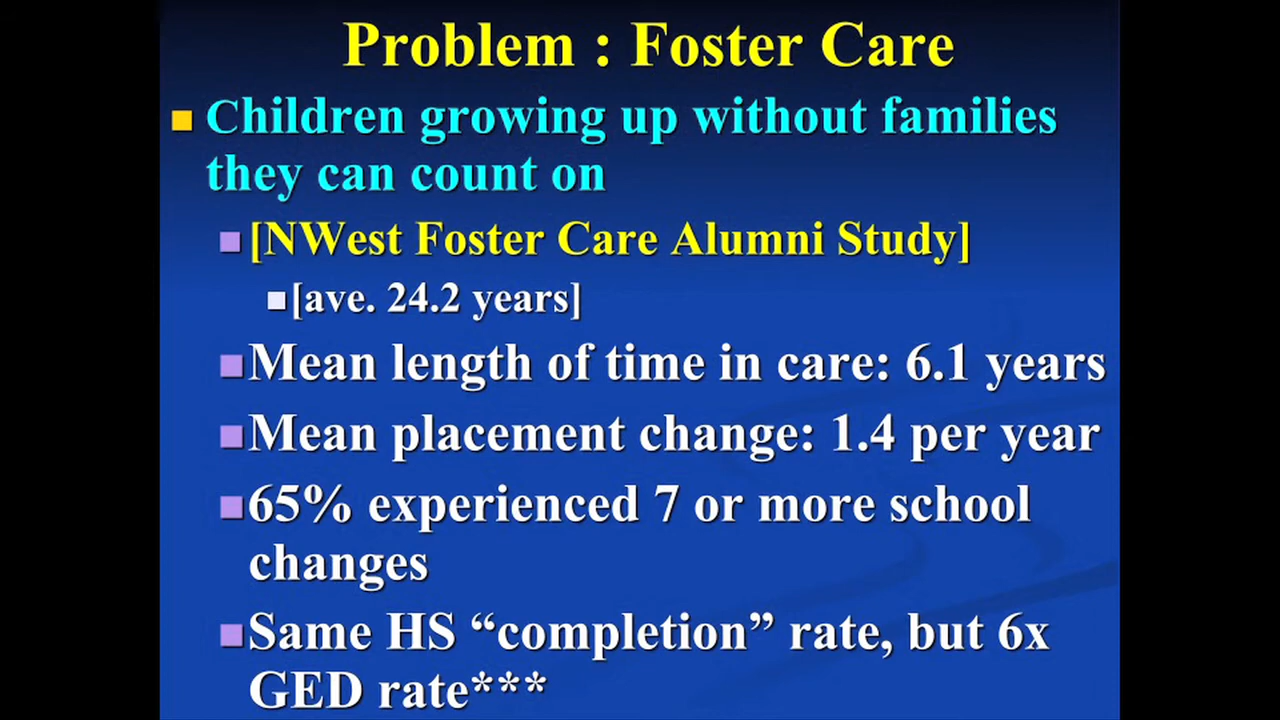 Problem : Foster Care
Children growing up without families
they can count on
[NWest Foster Care Alumni Study]
[ave. 24.2 years]
Mean length of time in care: 6.1 years
Mean placement change: 1.4 per year
65% experienced 7 or more school
changes
Same HS “completion” rate, but 6x
GED rate***